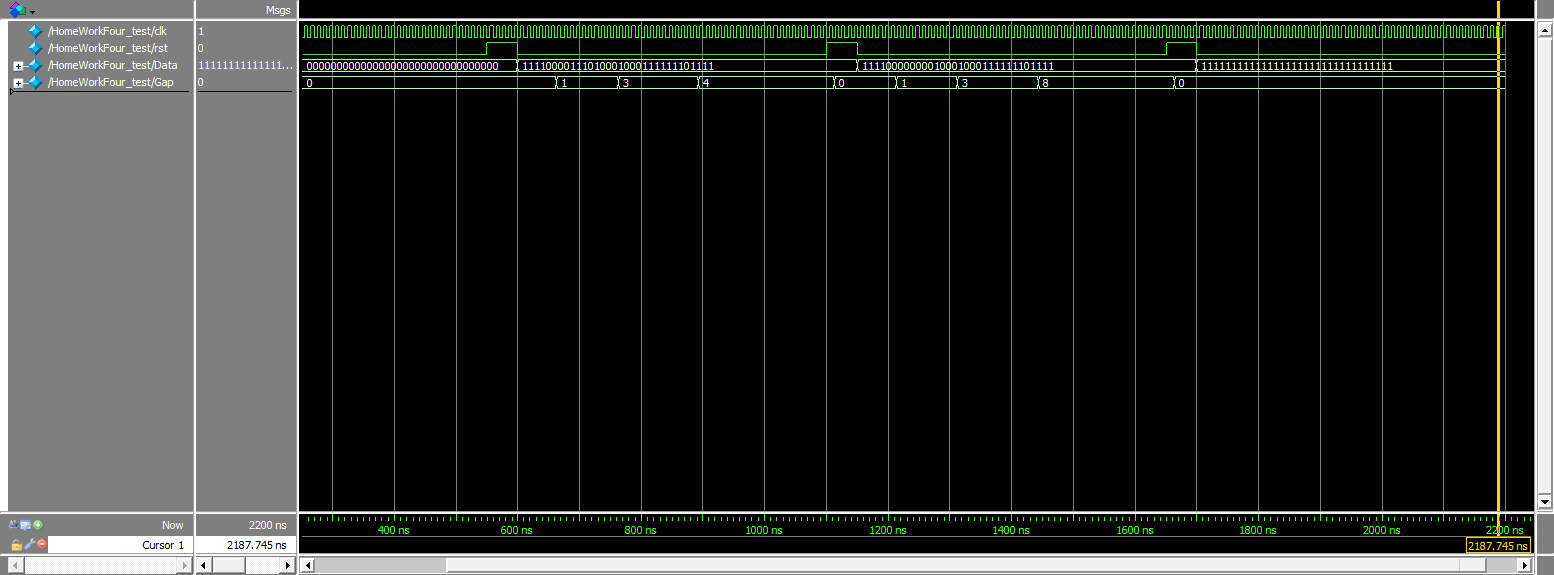 Msgs
/HomeWorkFour_test/clk 1
/HomeWorkFour_test/rst 0
/HomeWorkFour_test/Data 11111111111111... 00000000000000000000000000000000 11110000111010001000111111101111 11110000000010001000111111101111 11111111111111111111111111111111
/HomeWorkFour_test/Gap 0 0 1 3 4 0 1 3 8 0
Now 2200 ns 400 ns 600 ns 800 ns 1000 ns 1200 ns 1400 ns 1600 ns 1800 ns 2000 ns 2200 ns
Cursor 1 2187.745 ns 2187.745 ns